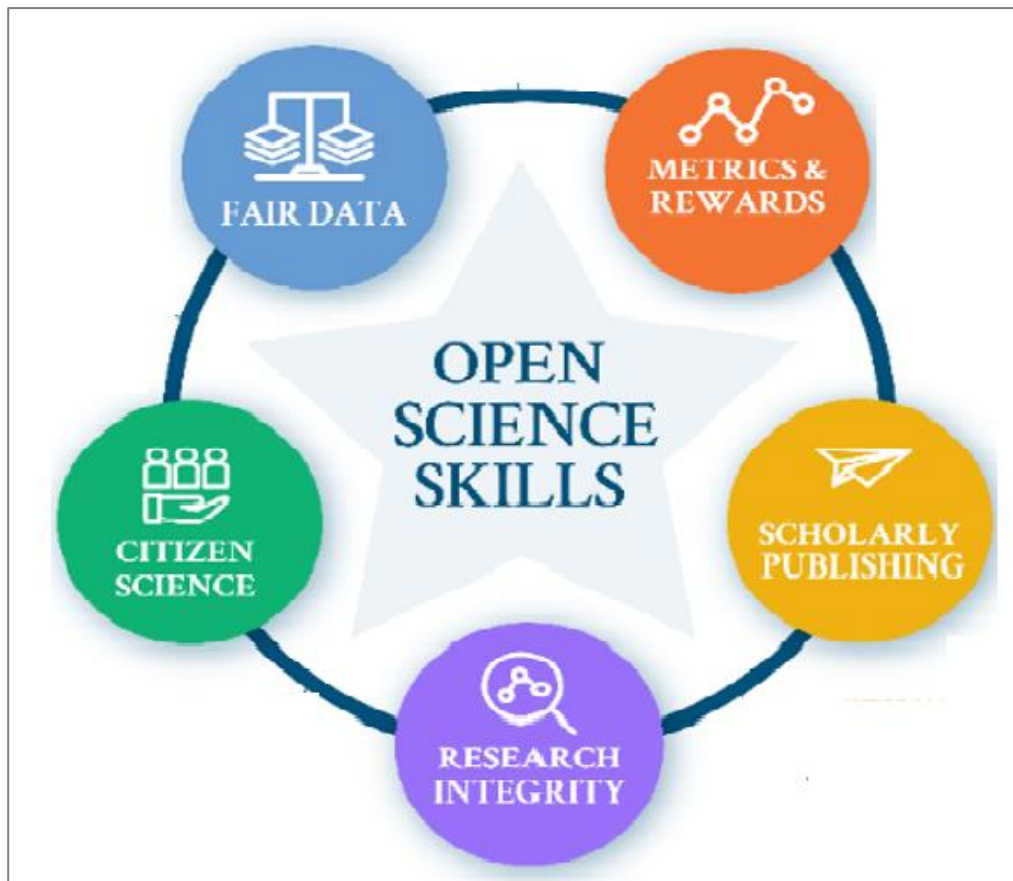 FAIR DATA
METRICS &
REWARDS
OPEN
SCIENCE
SKILLS
CITIZEN
SCIENCE
SCHOLARLY
PUBLISHING
RESEARCH
INTEGRITY